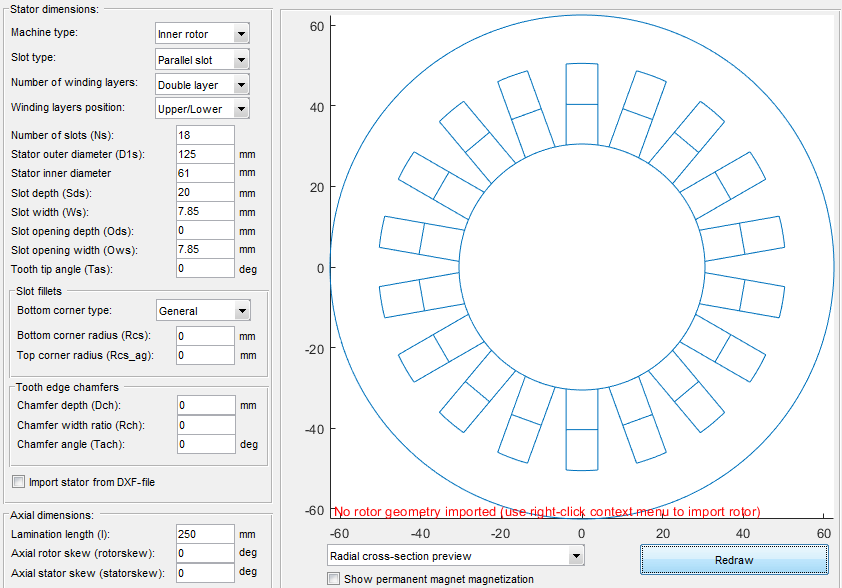 Stator dimensions:
Machine type: Inner rotor
Slot type: Parallel slot
Number of winding layers: Double layer
Winding layers position: Upper/Lower
Number of slots (Ns): 18
Stator outer diameter (D1s): 125 mm
Stator inner diameter 61 mm
Slot depth (Sds): 20 mm
Slot width (Ws): 7.85 mm
Slot opening depth (Ods): 0 mm
Slot opening width (Ows): 7.85 mm
Tooth tip angle (Tas): 0 deg
Slot fillets
Bottom corner type: General
Bottom corner radius (Rcs): 0 mm
Top corner radius (Rcs_ag): 0 mm
Tooth edge chamfers
Chamfer depth (Dch): 0 mm
Chamfer width ratio (Rch): 0
Chamfer angle (Tach): 0 deg
Import stator from DXF-file
Axial dimensions:
Lamination length (l): 250 mm
Axial rotor skew (rotorskew): 0 deg
Axial stator skew (statorskew): 0 deg
60
40
20
0
-20
-40
-60
No rotor geometry imported (use right-click context menu to import rotor)
-60 -40 -20 0 20 40 60
Radial cross-section preview
Redraw
Show permanent magnet magnetization